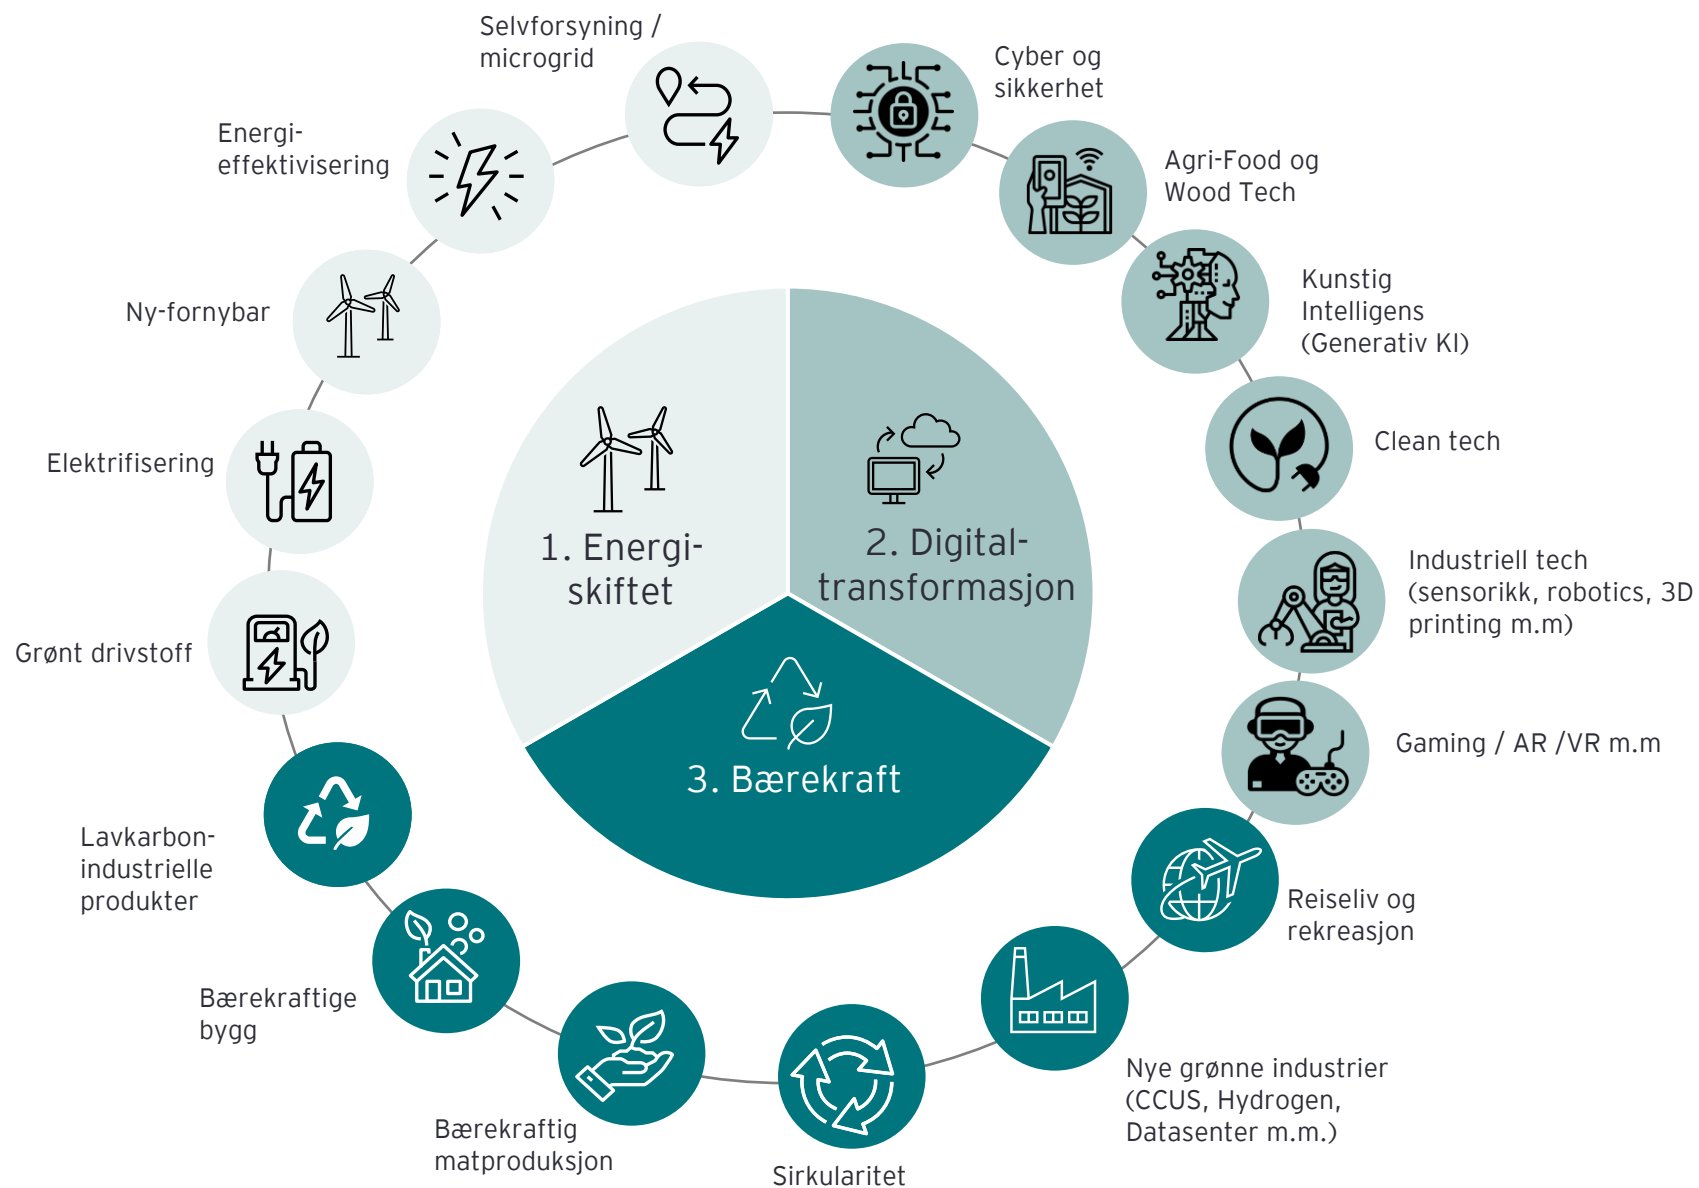 Selvforsyning /
microgrid
Cyber og
sikkerhet
Energi-
effektivisering
Agri-Food og
Wood Tech
Ny-fornybar
Kunstig
Intelligens
(Generativ KI)
Elektrifisering
Clean tech
1. Energi-
skiftet
2. Digital-
transformasjon
Industriell tech
(sensorikk, robotics, 3D
printing m.m)
Grønt drivstoff
3. Bærekraft
Gaming / AR /VR m.m
Lavkarbon-
industrielle
produkter
Reiseliv og
rekreasjon
Bærekraftige
bygg
Nye grønne industrier
(CCUS, Hydrogen,
Datasenter m.m.)
Bærekraftig
matproduksjon
Sirkularitet